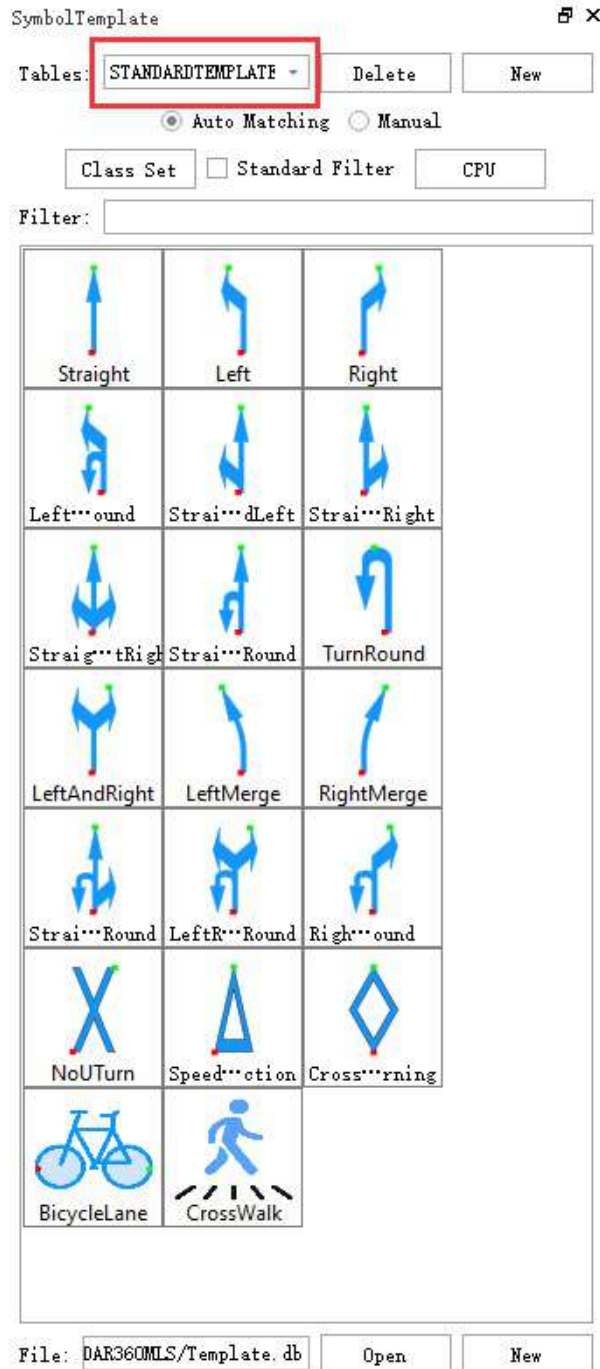 SymbolTemplate
Tables: STANDARDTEMPLATE Delete New
Auto Matching Manual
Class Set Standard Filter CPU
Filter:
Straight Left Right
Left···ound Strai···dLeft Strai···Right
Straig···tRigh Strai···Round TurnRound
LeftAndRight LeftMerge RightMerge
Strai···Round LeftR···Round Righ···ound
NoUTurn Speed···ction Cross···rning
BicycleLane CrossWalk
File: DAR360MLS/Template.db Open New